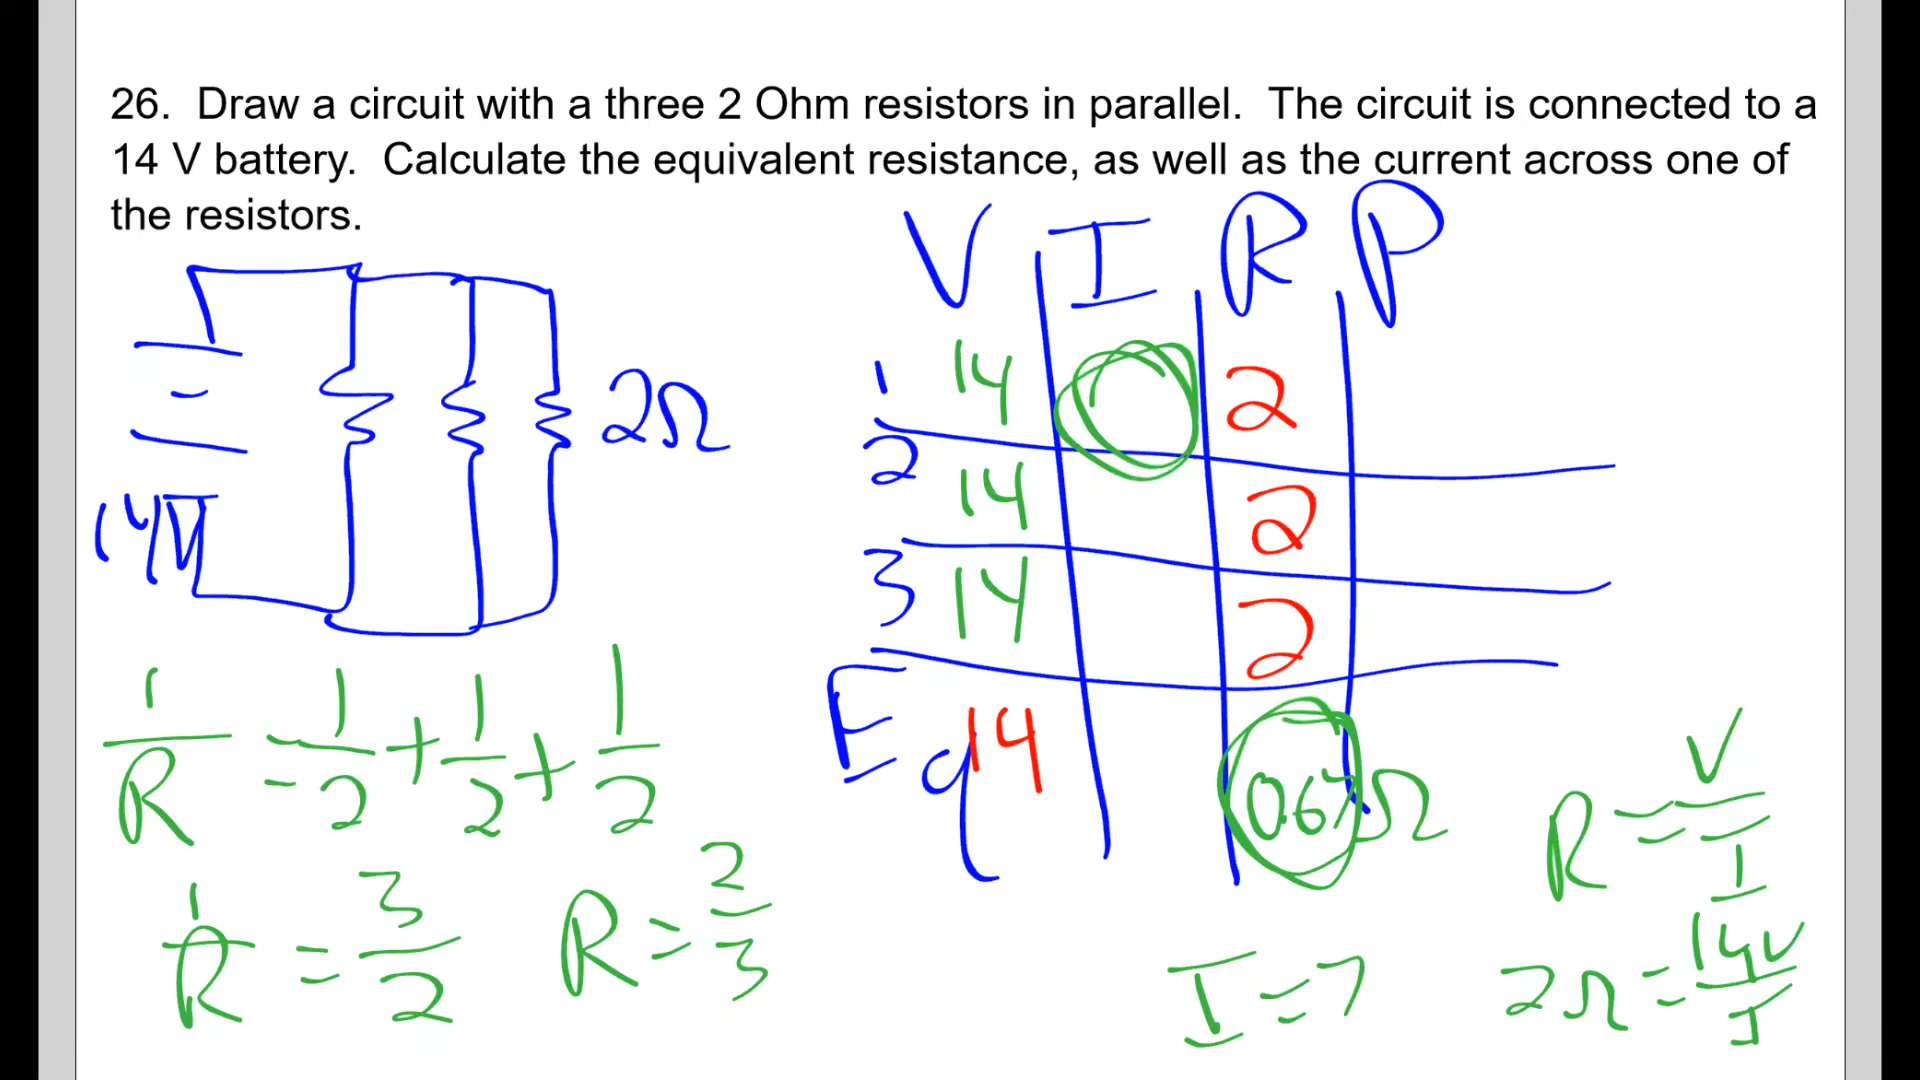 26. Draw a circuit with a three 2 Ohm resistors in parallel. The circuit is connected to a
14 V battery. Calculate the equivalent resistance, as well as the current across one of
the resistors.
V I R P
1 14 2
2 14 2
3 14 2
Eq 14 0.67Ω
2Ω
14V
1/R = 1/2 + 1/2 + 1/2
1/R = 3/2 R = 2/3
R = V/I
I = 7 2Ω = 14V/I